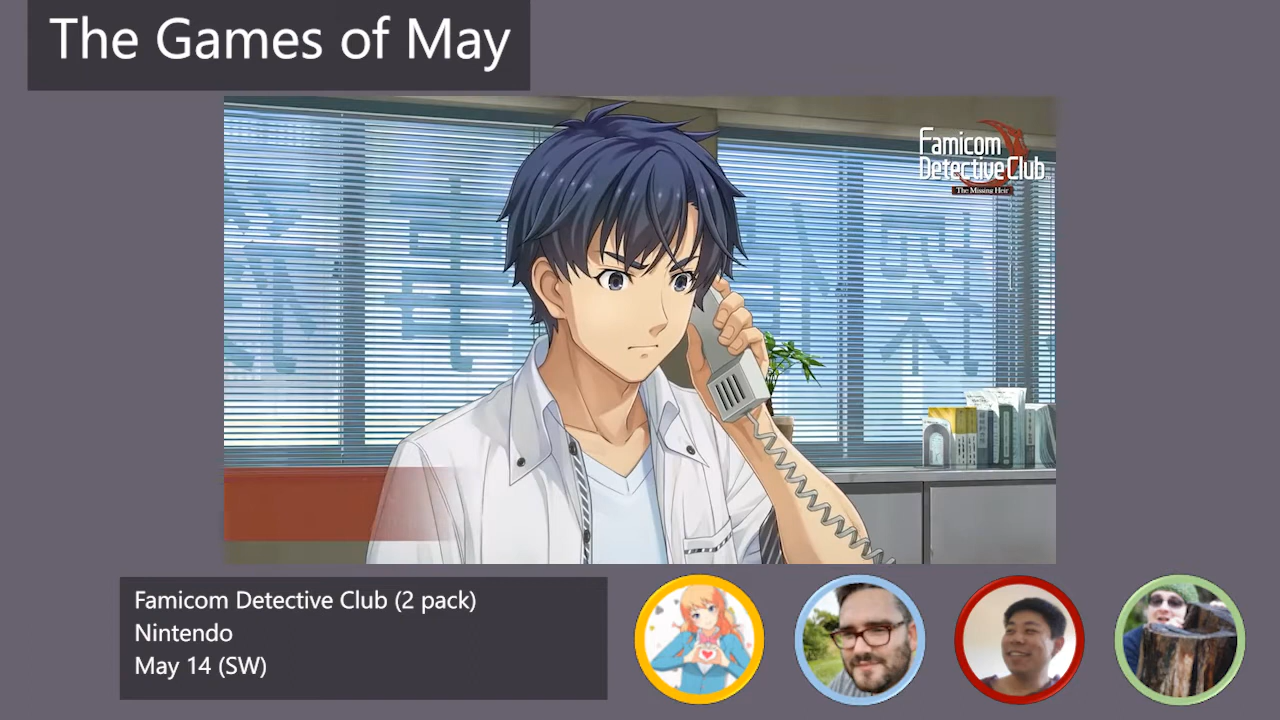 The Games of May
Famicom
Detective Club
The Missing Heir
Famicom Detective Club (2 pack)
Nintendo
May 14 (SW)